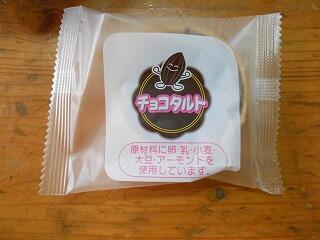 チョコタルト
原材料に卵・乳・小麦・
大豆・アーモンドを
使用しています。